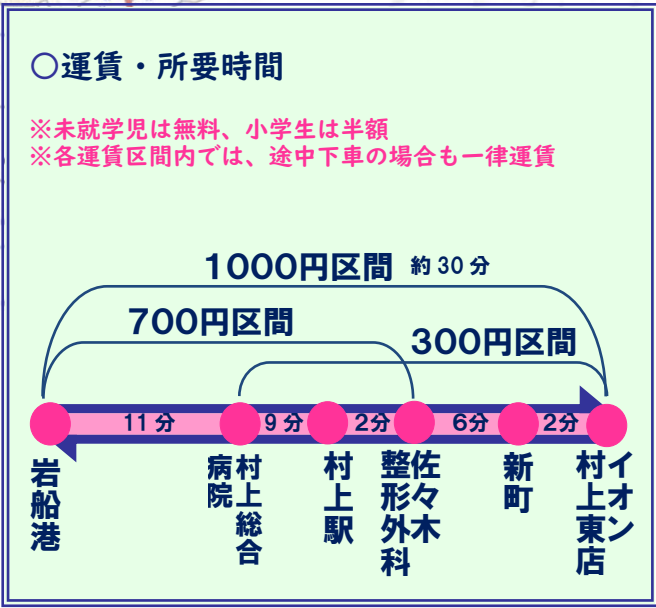 ○運賃・所要時間
※未就学児は無料、小学生は半額
※各運賃区間内では、途中下車の場合も一律運賃
1000円区間 約30分
700円区間
300円区間
11分
9分
2分
6分
2分
岩船港
村上総合
病院
村上駅
佐々木
整形外科
新町
イオン
村上東店